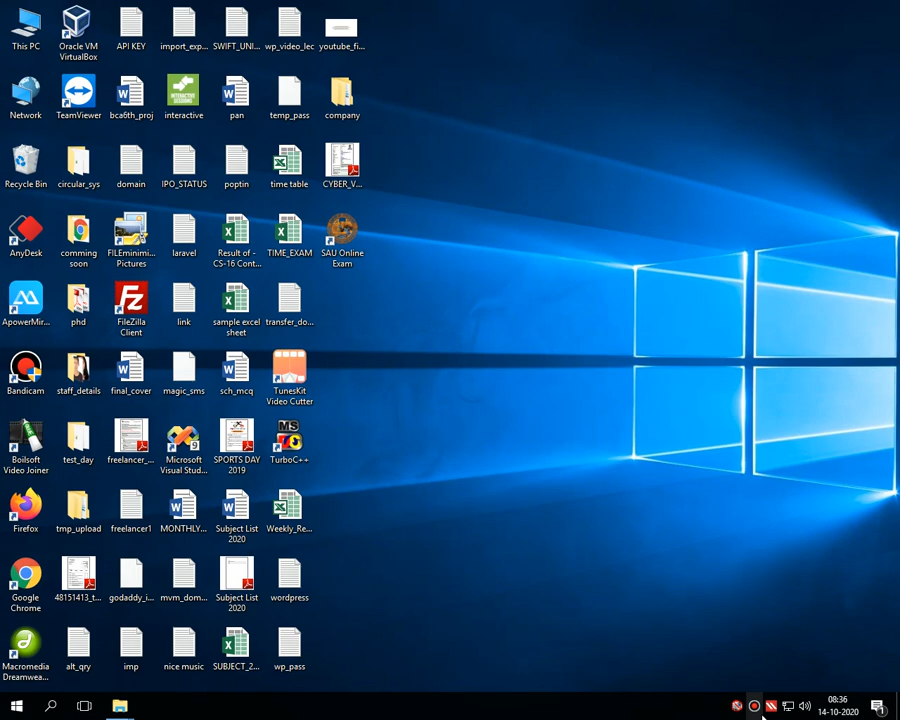 This PC
Oracle VM
VirtualBox
API KEY
import_exp...
SWIFT_UNI...
wp_video_lec
youtube_fi...
Network
TeamViewer
bca6th_proj
INTERACTIVE
interactive
pan
temp_pass
company
Recycle Bin
circular_sys
domain
IPO_STATUS
poptin
time table
CYBER_V...
AnyDesk
comming
soon
FILEminimi...
Pictures
laravel
Result of -
CS-16 Cont...
TIME_EXAM
SAU Online
Exam
ApowerMir...
phd
FileZilla
Client
link
sample excel
sheet
transfer_do...
Bandicam
staff_details
final_cover
magic_sms
sch_mcq
TunesKit
Video Cutter
Boilsoft
Video Joiner
test_day
freelancer_...
Microsoft
Visual Stud...
SPORTS DAY
2019
MS
TurboC++
Firefox
tmp_upload
freelancer1
MONTHLY...
Subject List
2020
Weekly_Re...
Google
Chrome
48151413_t...
godaddy_i...
mvm_dom...
Subject List
2020
wordpress
Macromedia
Dreamwea...
alt_qry
imp
nice music
SUBJECT_2...
wp_pass
08:36
14-10-2020
1